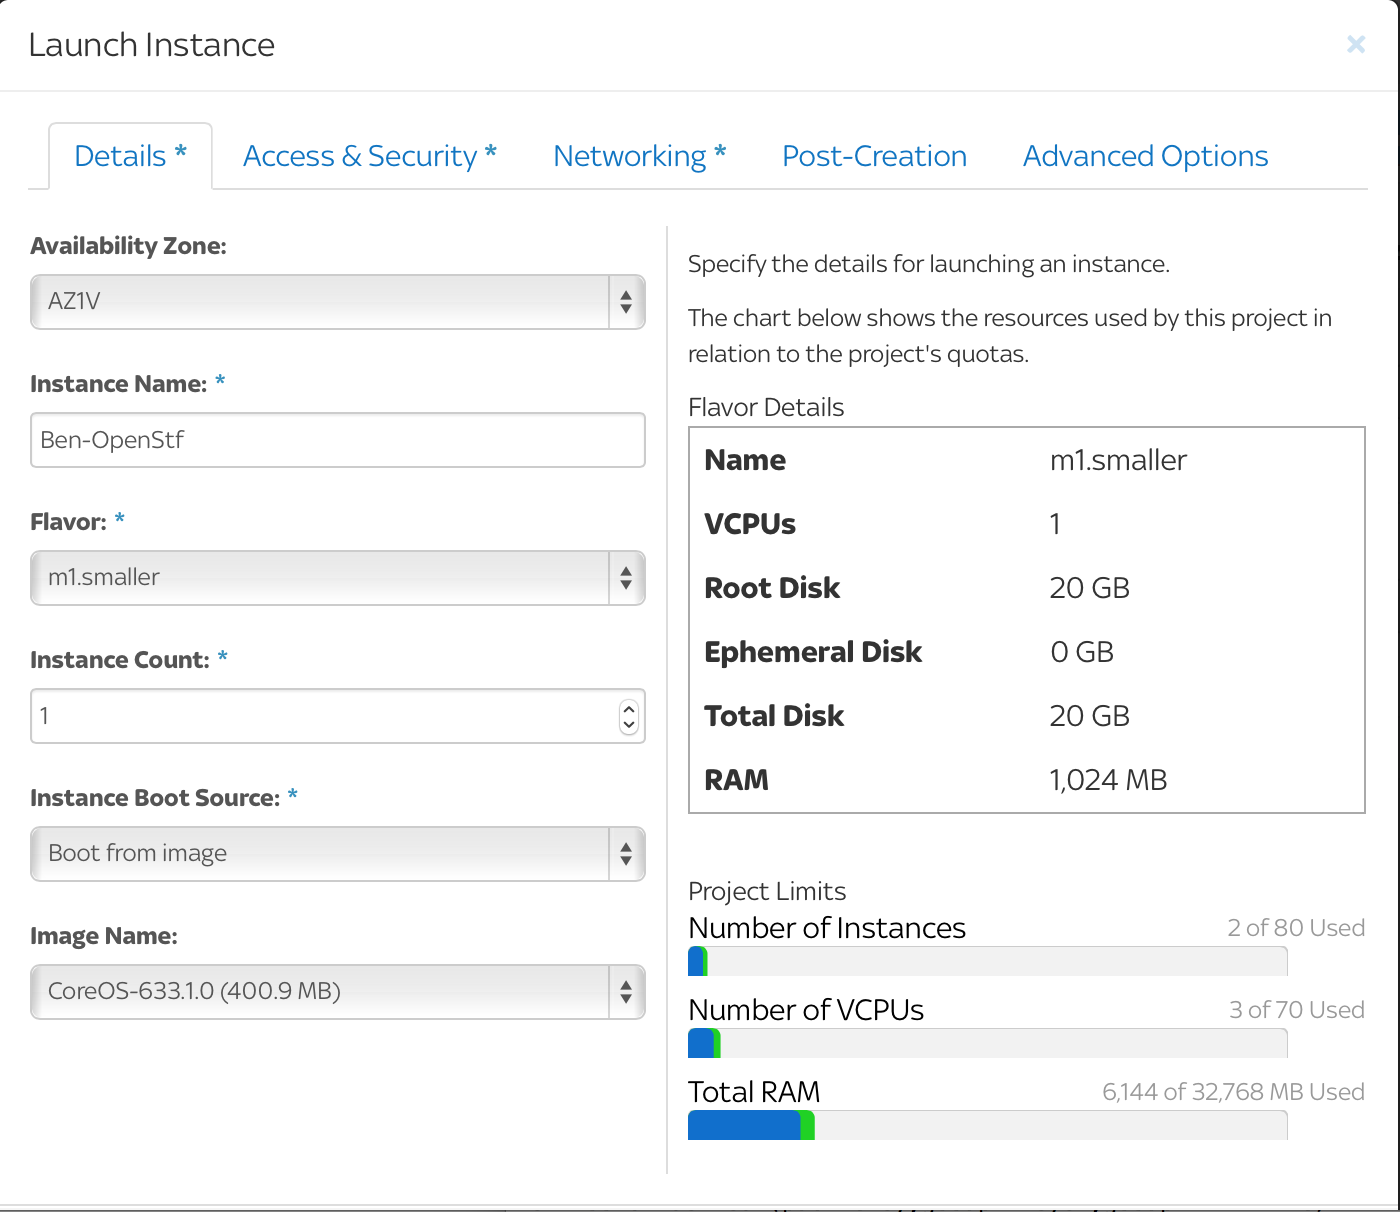 Launch Instance
×
Details * Access & Security * Networking * Post-Creation Advanced Options
Availability Zone:
AZ1V
Instance Name: *
Ben-OpenStf
Flavor: *
m1.smaller
Instance Count: *
1
Instance Boot Source: *
Boot from image
Image Name:
CoreOS-633.1.0 (400.9 MB)
Specify the details for launching an instance.
The chart below shows the resources used by this project in
relation to the project's quotas.
Flavor Details
Name m1.smaller
VCPUs 1
Root Disk 20 GB
Ephemeral Disk 0 GB
Total Disk 20 GB
RAM 1,024 MB
Project Limits
Number of Instances 2 of 80 Used
Number of VCPUs 3 of 70 Used
Total RAM 6,144 of 32,768 MB Used